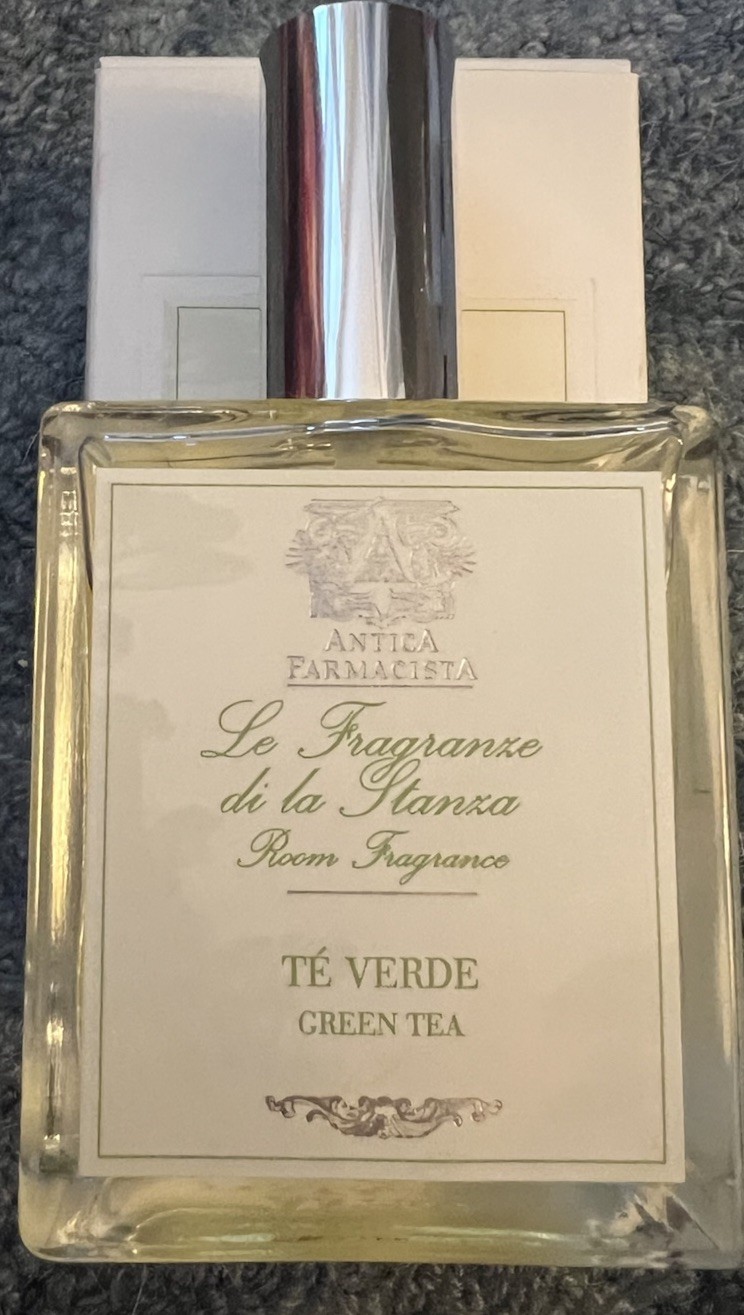 A
ANTICA
FARMACISTA
Le Fragranze
di la Stanza
Room Fragrance
TÉ VERDE
GREEN TEA